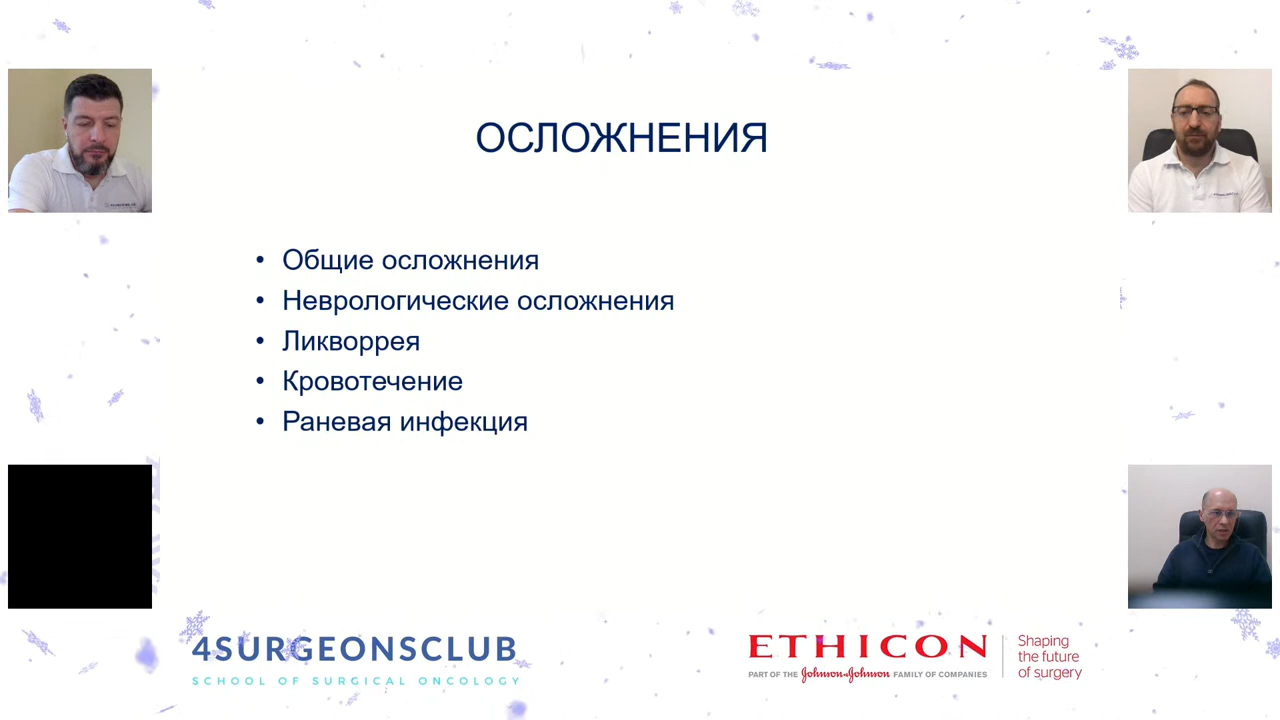 ОСЛОЖНЕНИЯ
• Общие осложнения
• Неврологические осложнения
• Ликворрея
• Кровотечение
• Раневая инфекция
4SURGEONSCLUB
SCHOOL OF SURGICAL ONCOLOGY
ETHICON
PART OF THE Johnson & Johnson FAMILY OF COMPANIES
Shaping
the future
of surgery